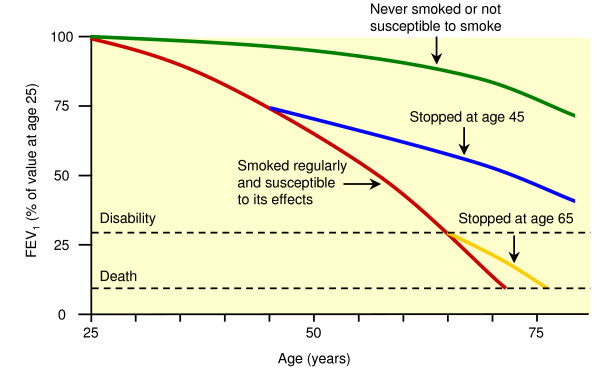 Never smoked or not
susceptible to smoke
100
75
50
25
0
FEV1 (% of value at age 25)
Stopped at age 45
Smoked regularly
and susceptible
to its effects
Stopped at age 65
Disability
Death
25
50
75
Age (years)